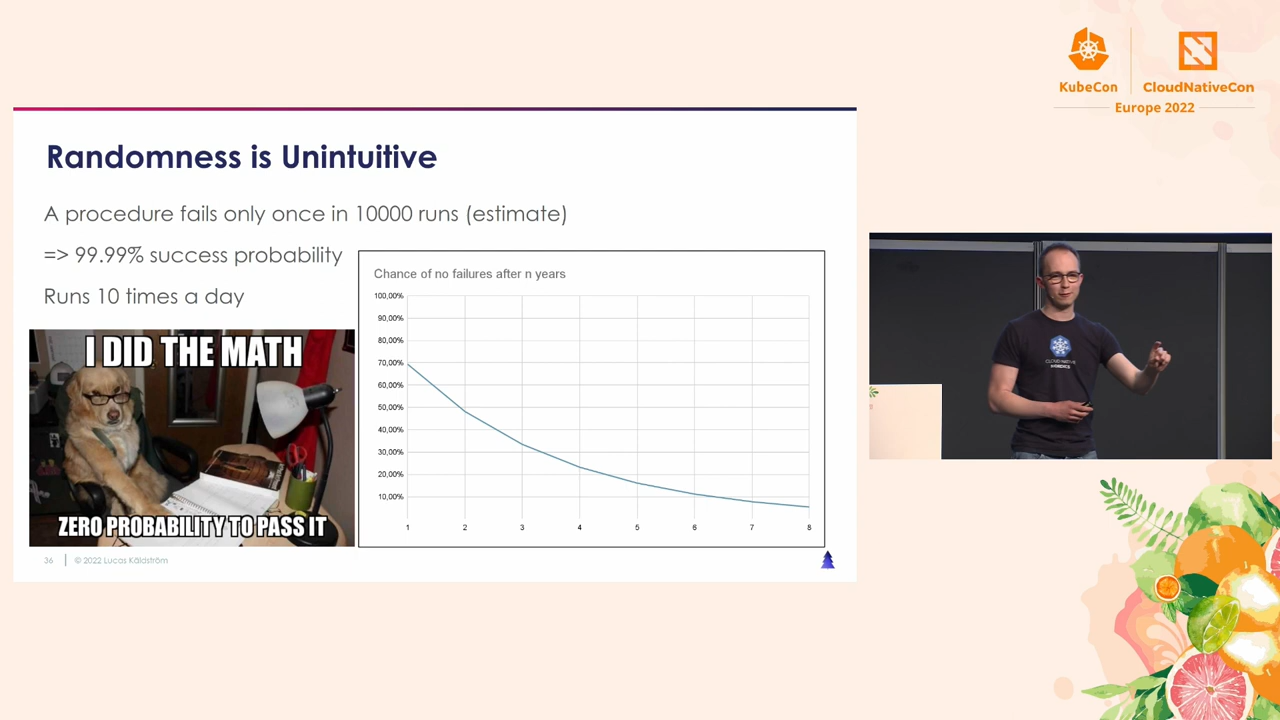 KubeCon
CloudNativeCon
Europe 2022
Randomness is Unintuitive
A procedure fails only once in 10000 runs (estimate)
=> 99.99% success probability
Runs 10 times a day
I DID THE MATH
ZERO PROBABILITY TO PASS IT
Chance of no failures after n years
100,00%
90,00%
80,00%
70,00%
60,00%
50,00%
40,00%
30,00%
20,00%
10,00%
1 2 3 4 5 6 7 8
36
© 2022 Lucas Käldström
CLOUD NATIVE
NORDICS